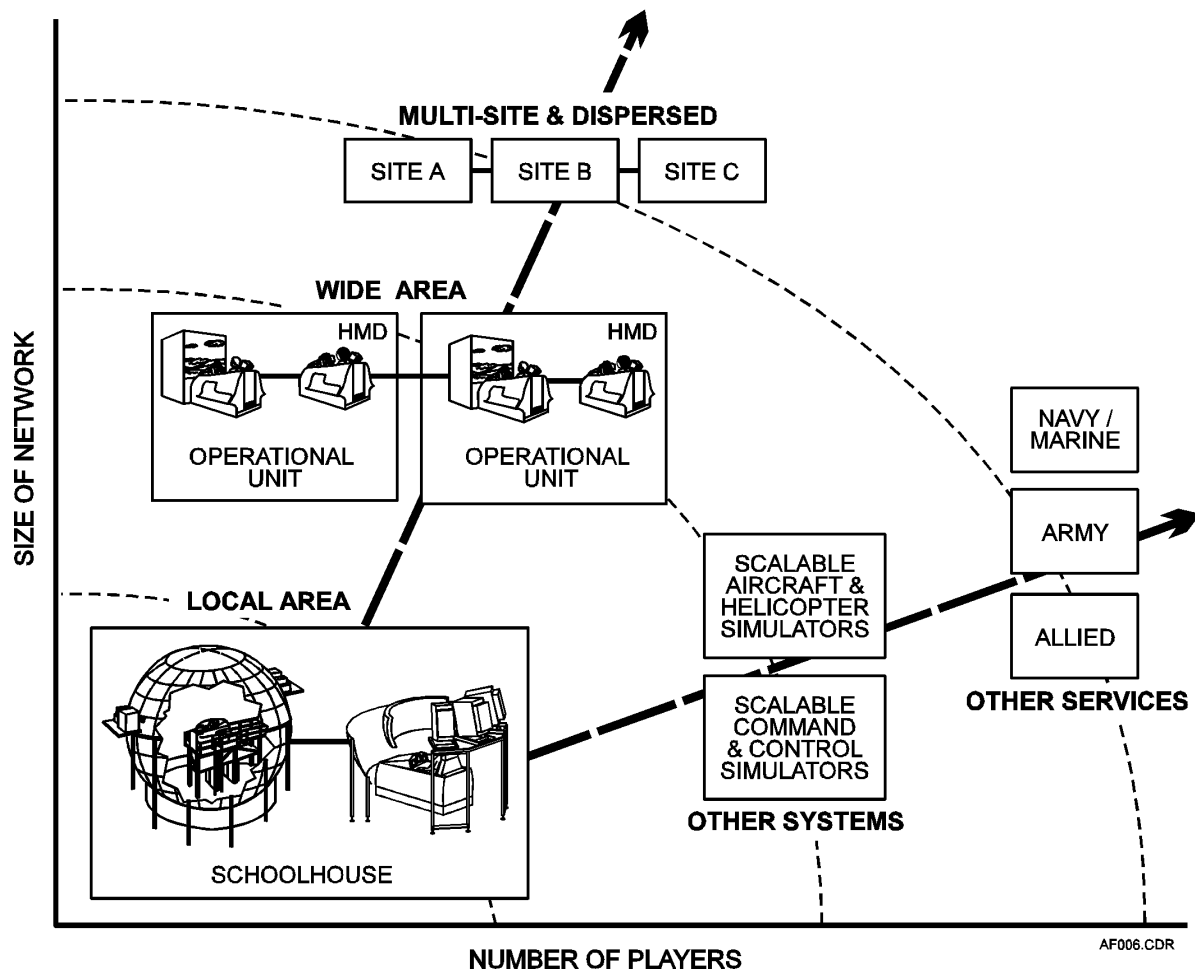 MULTI-SITE & DISPERSED
SITE A
SITE B
SITE C
WIDE AREA
HMD
OPERATIONAL
UNIT
HMD
OPERATIONAL
UNIT
SIZE OF NETWORK
NAVY /
MARINE
ARMY
ALLIED
OTHER SERVICES
SCALABLE
AIRCRAFT &
HELICOPTER
SIMULATORS
SCALABLE
COMMAND
& CONTROL
SIMULATORS
OTHER SYSTEMS
LOCAL AREA
SCHOOLHOUSE
NUMBER OF PLAYERS
AF006.CDR